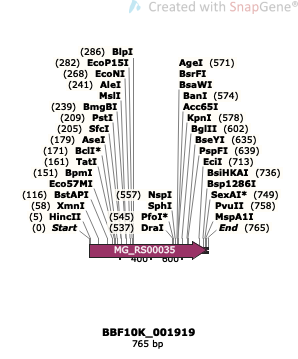 Created with SnapGene®
(286) BlpI
(282) EcoP15I
(268) EcoNI
(241) AleI
MslI
(239) BmgBI
(209) PstI
(205) SfcI
(179) AseI
(171) BclI*
(161) TatI
(151) BpmI
Eco57MI
(116) BstAPI
(58) XmnI
(5) HincII
(0) Start
AgeI (571)
BsrFI
BsaWI
BanI (574)
Acc65I
KpnI (578)
BglII (602)
BseYI (635)
PspFI (639)
EciI (713)
BsiHKAI (736)
Bsp1286I
SexAI* (749)
PvuII (758)
MspA1I
End (765)
(557) NspI
SphI
(545) PfoI*
(537) DraI
MG_RS00035
400
600
BBF10K_001919
765 bp